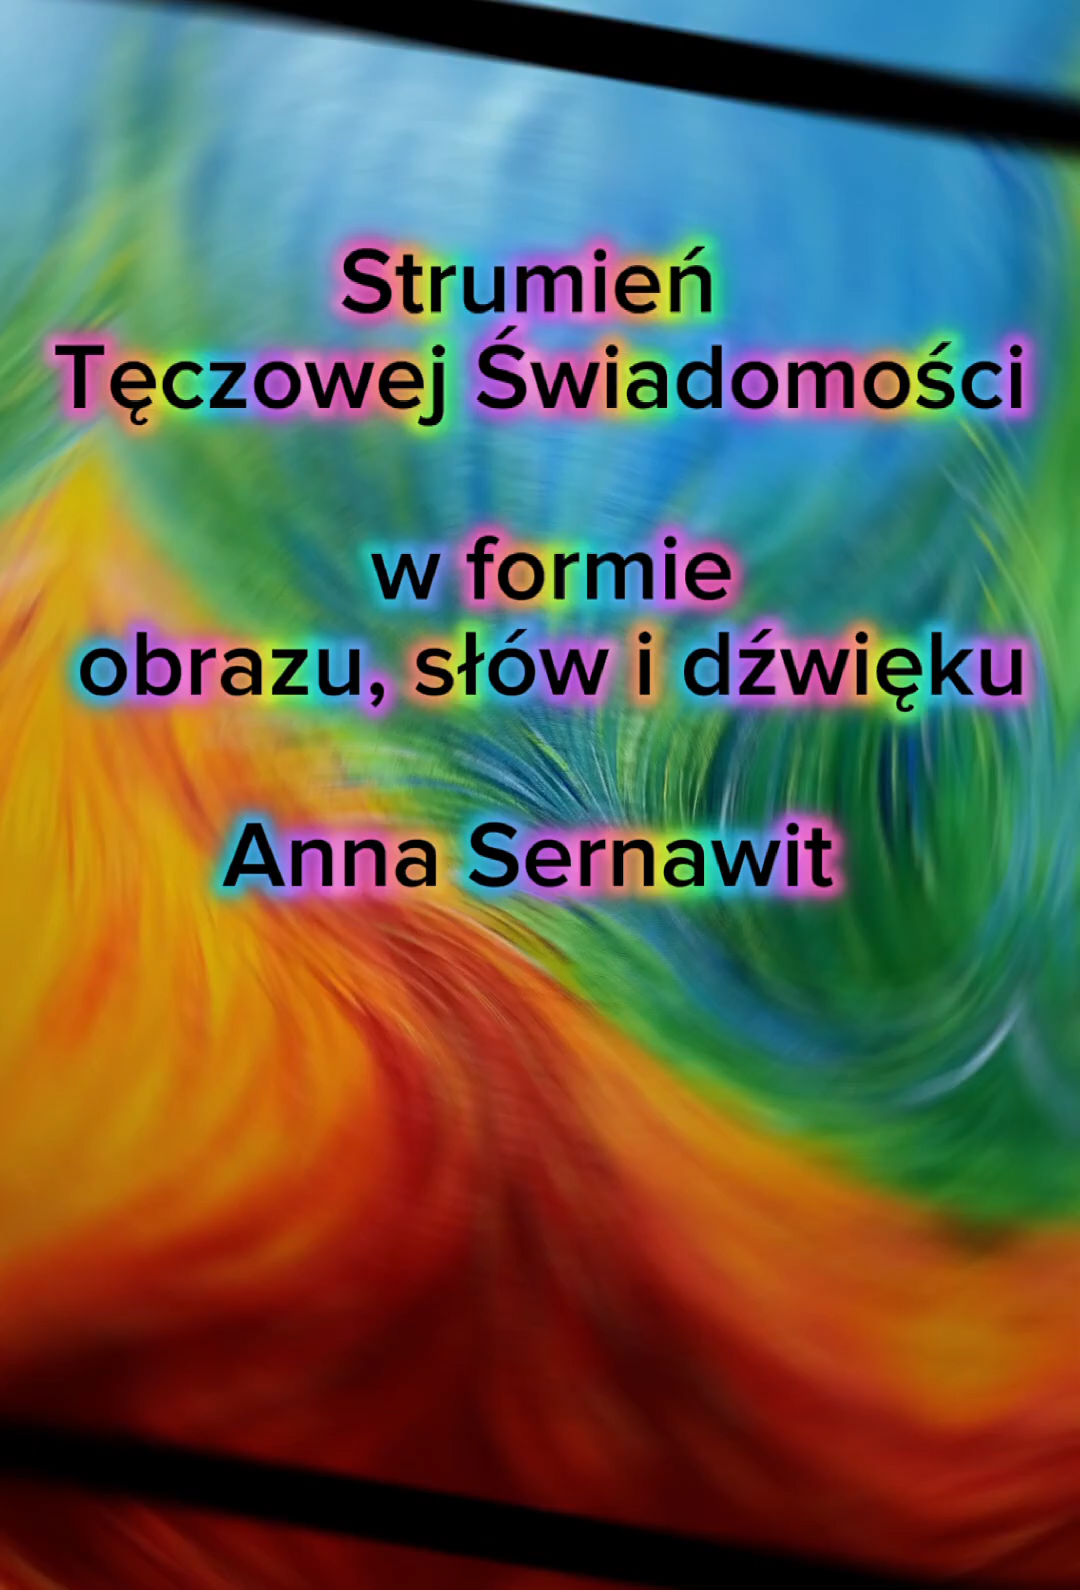 Strumień
Tęczowej Świadomości
w formie
obrazu, słów i dźwięku
Anna Sernawit